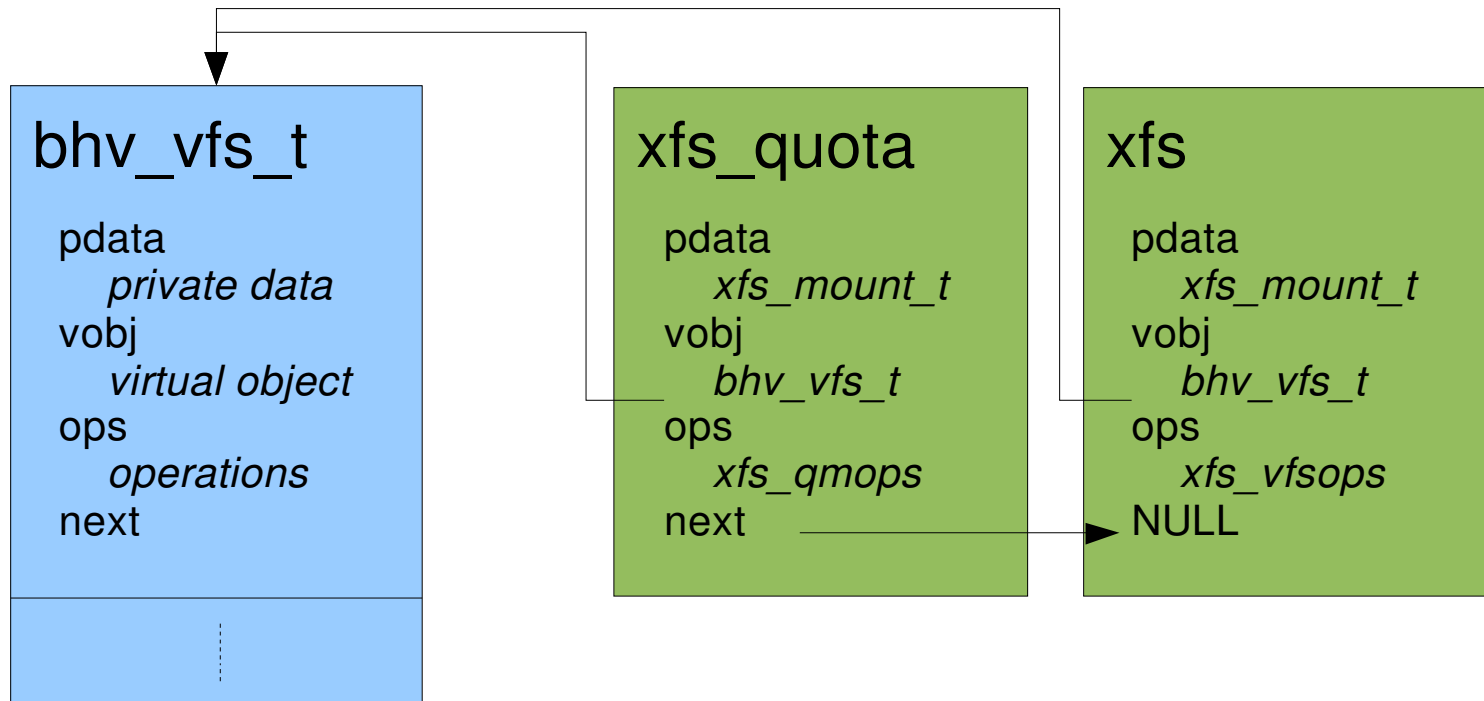 bhv_vfs_t
pdata
private data
vobj
virtual object
ops
operations
next
xfs_quota
pdata
xfs_mount_t
vobj
bhv_vfs_t
ops
xfs_qmops
next
xfs
pdata
xfs_mount_t
vobj
bhv_vfs_t
ops
xfs_vfsops
NULL